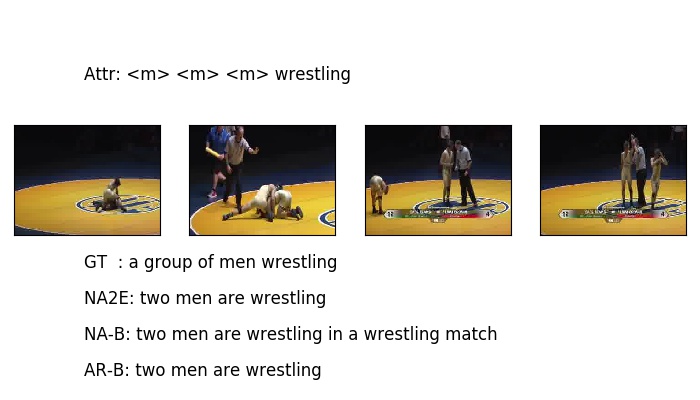 Attr: <m> <m> <m> wrestling
GT : a group of men wrestling
NA2E: two men are wrestling
NA-B: two men are wrestling in a wrestling match
AR-B: two men are wrestling